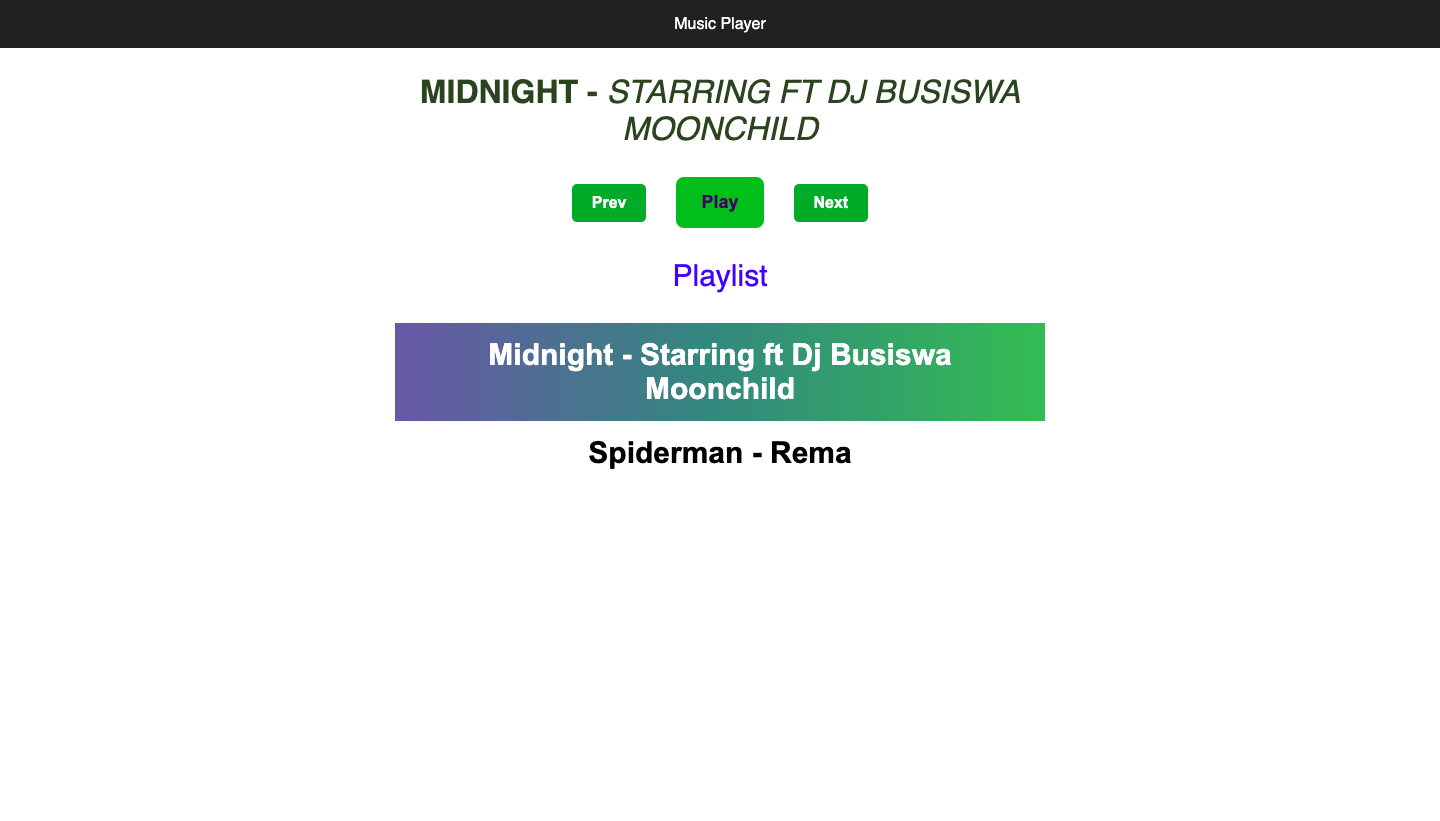 Music Player
MIDNIGHT - STARRING FT DJ BUSISWA
MOONCHILD
Prev Play Next
Playlist
Midnight - Starring ft Dj Busiswa
Moonchild
Spiderman - Rema